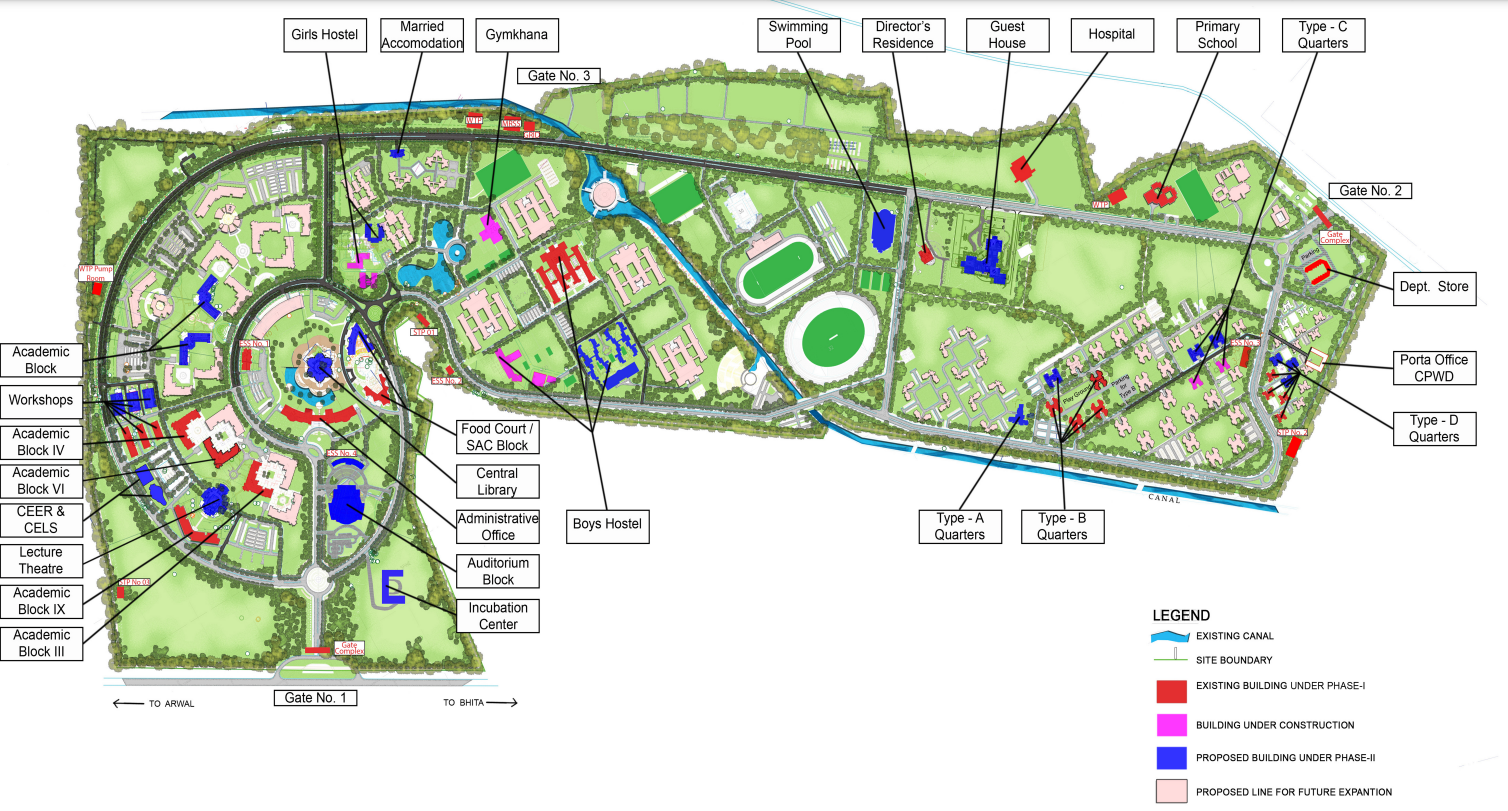 Girls Hostel
Married
Accomodation
Gymkhana
Gate No. 3
Swimming
Pool
Director's
Residence
Guest
House
Hospital
Primary
School
Type - C
Quarters
Gate No. 2
WTP
MRSS
GRID
WTP
Gate
Complex
Parking
Dept. Store
WTP Pump
Room
STP 01
ESS No. 1
ESS No. 2
ESS No. 3
Academic
Block
Workshops
Academic
Block IV
Academic
Block VI
CEER &
CELS
Lecture
Theatre
Academic
Block IX
Academic
Block III
Food Court /
SAC Block
Central
Library
Administrative
Office
Auditorium
Block
Incubation
Center
ESS No. 4
Boys Hostel
Play Ground
Parking
for
Type B
Porta Office
CPWD
Type - D
Quarters
STP No. 2
Type - A
Quarters
Type - B
Quarters
CANAL
STP No 03
Gate
Complex
Gate No. 1
TO ARWAL
TO BHITA
LEGEND
EXISTING CANAL
SITE BOUNDARY
EXISTING BUILDING UNDER PHASE-I
BUILDING UNDER CONSTRUCTION
PROPOSED BUILDING UNDER PHASE-II
PROPOSED LINE FOR FUTURE EXPANTION